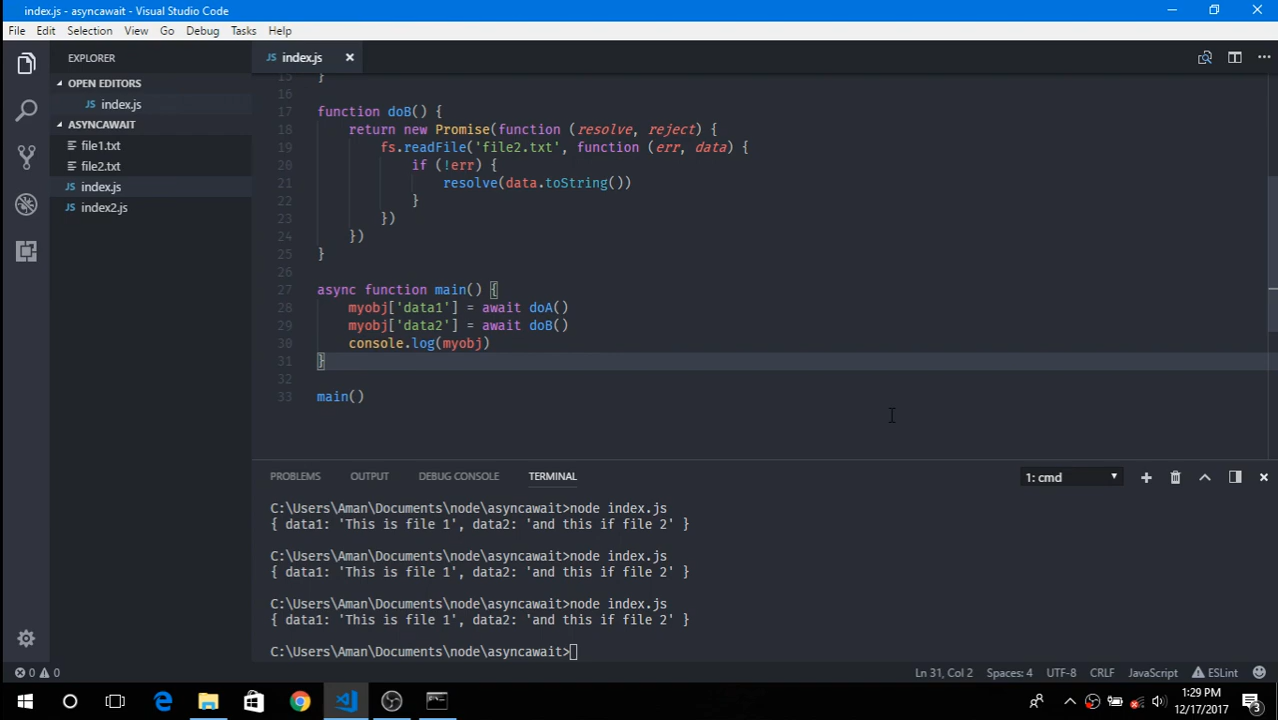 index.js - asyncawait - Visual Studio Code
File Edit Selection View Go Debug Tasks Help
EXPLORER
OPEN EDITORS
JS index.js
ASYNCAWAIT
file1.txt
file2.txt
JS index.js
JS index2.js
JS index.js
15 }
16
17 function doB() {
18 return new Promise(function (resolve, reject) {
19 fs.readFile('file2.txt', function (err, data) {
20 if (!err) {
21 resolve(data.toString())
22 }
23 })
24 })
25 }
26
27 async function main() {
28 myobj['data1'] = await doA()
29 myobj['data2'] = await doB()
30 console.log(myobj)
31 }
32
33 main()
PROBLEMS OUTPUT DEBUG CONSOLE TERMINAL 1: cmd
C:\Users\Aman\Documents\node\asyncawait>node index.js
{ data1: 'This is file 1', data2: 'and this if file 2' }
C:\Users\Aman\Documents\node\asyncawait>node index.js
{ data1: 'This is file 1', data2: 'and this if file 2' }
C:\Users\Aman\Documents\node\asyncawait>node index.js
{ data1: 'This is file 1', data2: 'and this if file 2' }
C:\Users\Aman\Documents\node\asyncawait>
0 0 Ln 31, Col 2 Spaces: 4 UTF-8 CRLF JavaScript ESLint
1:29 PM
12/17/2017
3